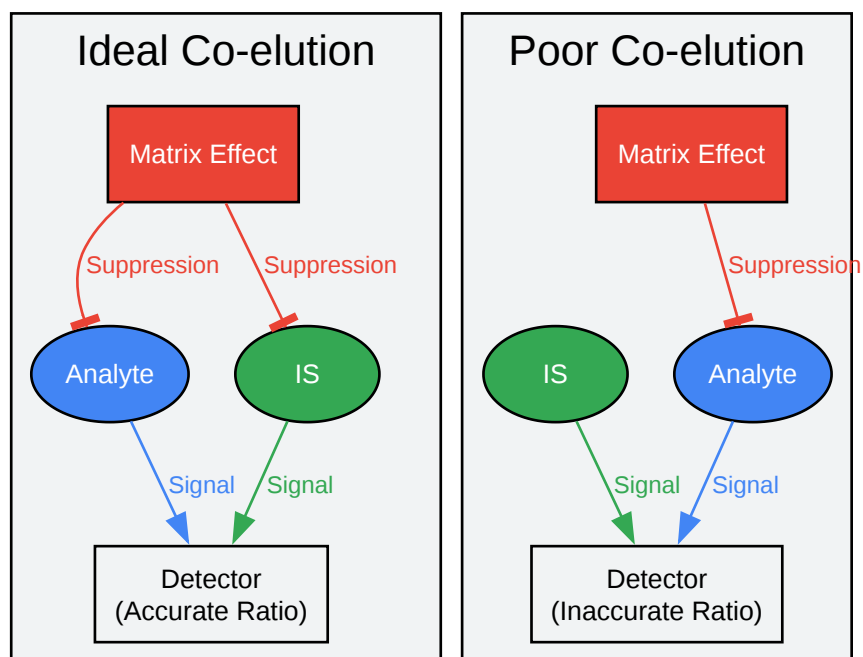 Ideal Co-elution
Matrix Effect
Suppression
Suppression
Analyte
IS
Signal
Signal
Detector
(Accurate Ratio)
Poor Co-elution
Matrix Effect
Suppression
IS
Analyte
Signal
Signal
Detector
(Inaccurate Ratio)